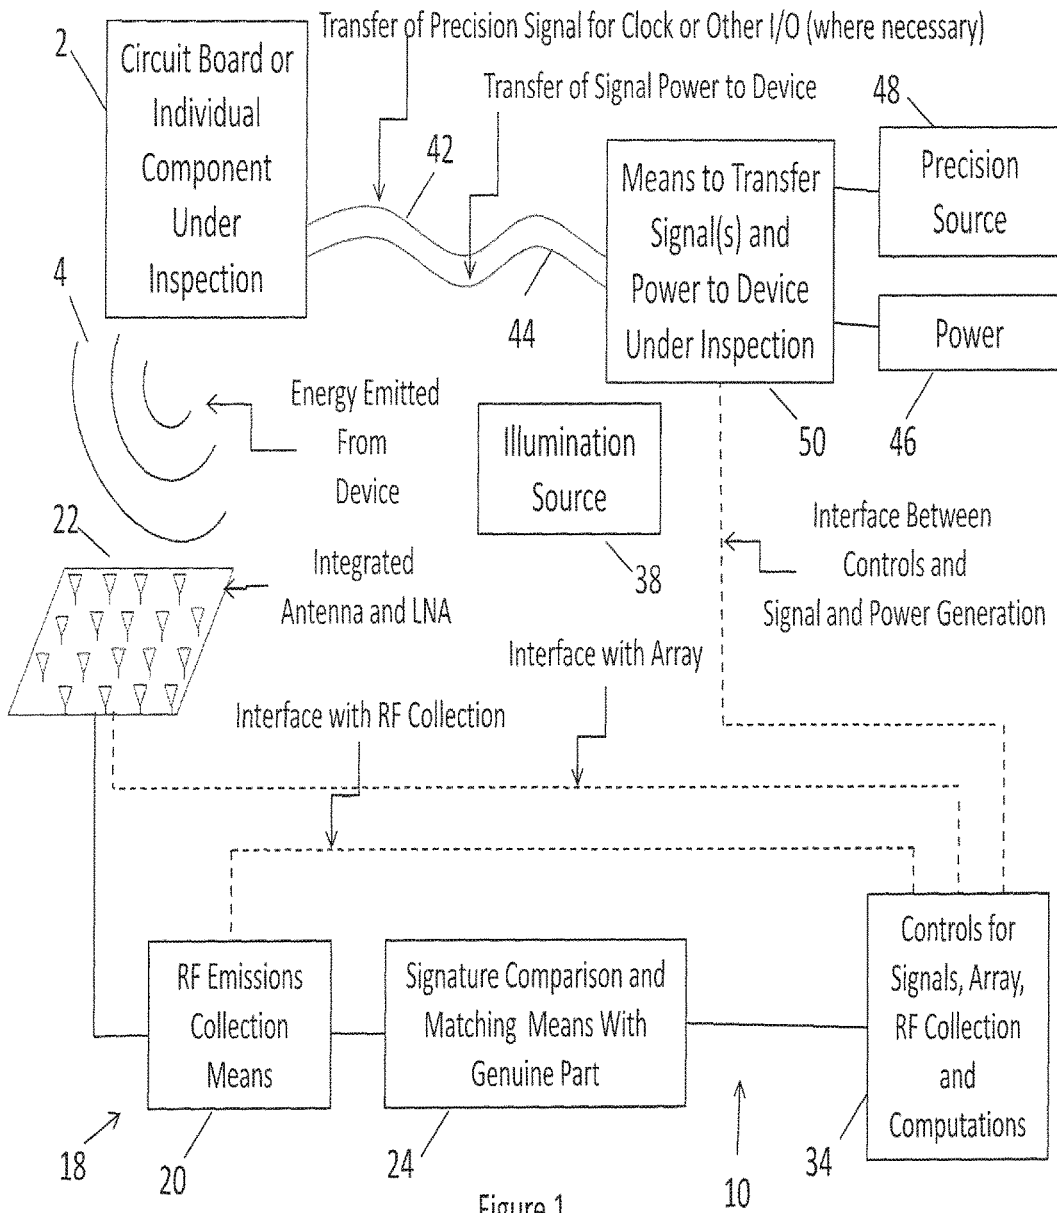 Transfer of Precision Signal for Clock or Other I/O (where necessary)
2
Circuit Board or
Individual
Component
Under
Inspection
Transfer of Signal Power to Device
48
Precision
Source
42
Means to Transfer
Signal(s) and
Power to Device
Under Inspection
4
44
Power
Energy Emitted
From
Device
Illumination
Source
50
46
22
38
Interface Between
Controls and
Signal and Power Generation
Integrated
Antenna and LNA
Interface with Array
Interface with RF Collection
RF Emissions
Collection
Means
Signature Comparison and
Matching Means With
Genuine Part
Controls for
Signals, Array,
RF Collection
and
Computations
18
20
24
10
34
Figure 1